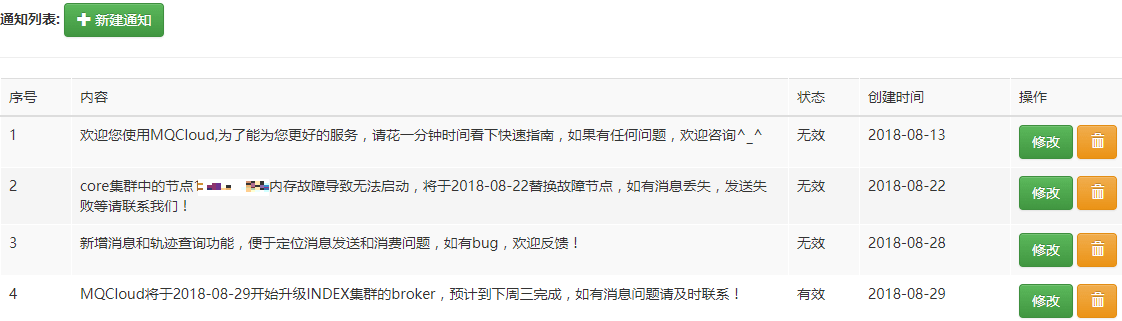 通知列表: 新建通知
序号 内容 状态 创建时间 操作
1 欢迎您使用MQCloud,为了能为您更好的服务，请花一分钟时间看下快速指南，如果有任何问题，欢迎咨询^_^ 无效 2018-08-13 修改
2 core集群中的节点 内存故障导致无法启动，将于2018-08-22替换故障节点，如有消息丢失，发送失 无效 2018-08-22 修改
败等请联系我们！
3 新增消息和轨迹查询功能，便于定位消息发送和消费问题，如有bug，欢迎反馈！ 无效 2018-08-28 修改
4 MQCloud将于2018-08-29开始升级INDEX集群的broker，预计到下周三完成，如有消息问题请及时联系！ 有效 2018-08-29 修改